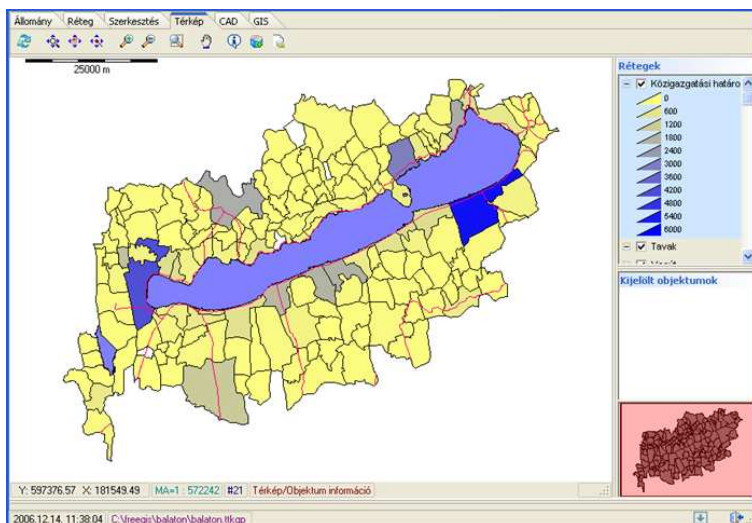 Állomány Réteg Szerkesztés Térkép CAD GIS
25000 m
Rétegek
Közigazgatási határo
0
600
1200
1800
2400
3000
3600
4200
4800
5400
6000
Tavak
Kijelölt objektumok
Y: 597376.57 X: 181549.49 MA=1 : 572242 #21 Térkép/Objektum információ
2006.12.14. 11:38:04 C:\freegis\balaton\balaton.ttkgp